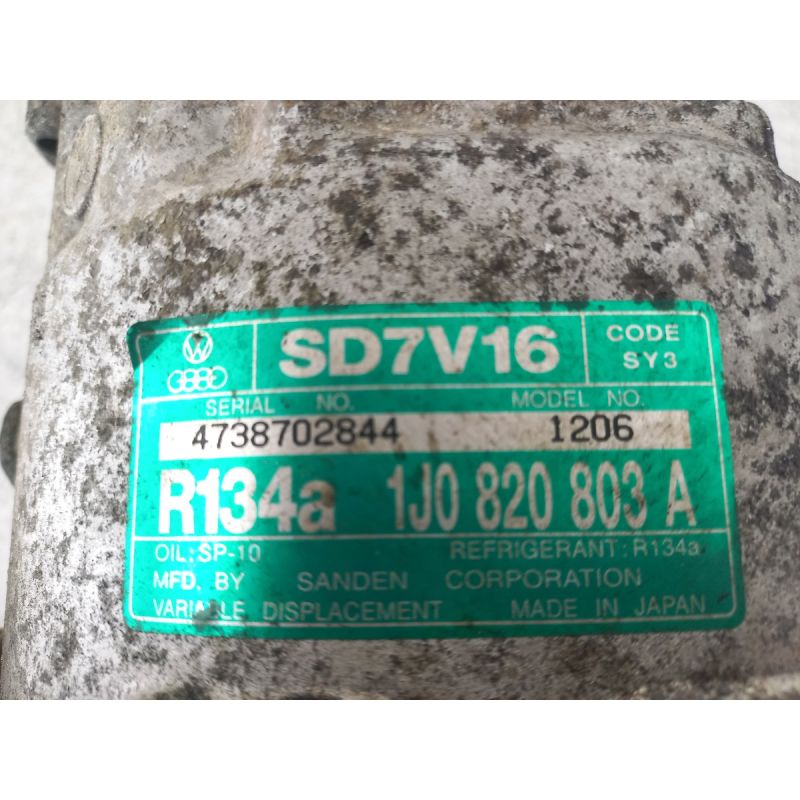 SD7V16
CODE
SY3
SERIAL NO. MODEL NO.
4738702844 1206
R134a 1J0 820 803 A
OIL:SP-10 REFRIGERANT:R134a
MFD. BY SANDEN CORPORATION
VARIABLE DISPLACEMENT MADE IN JAPAN